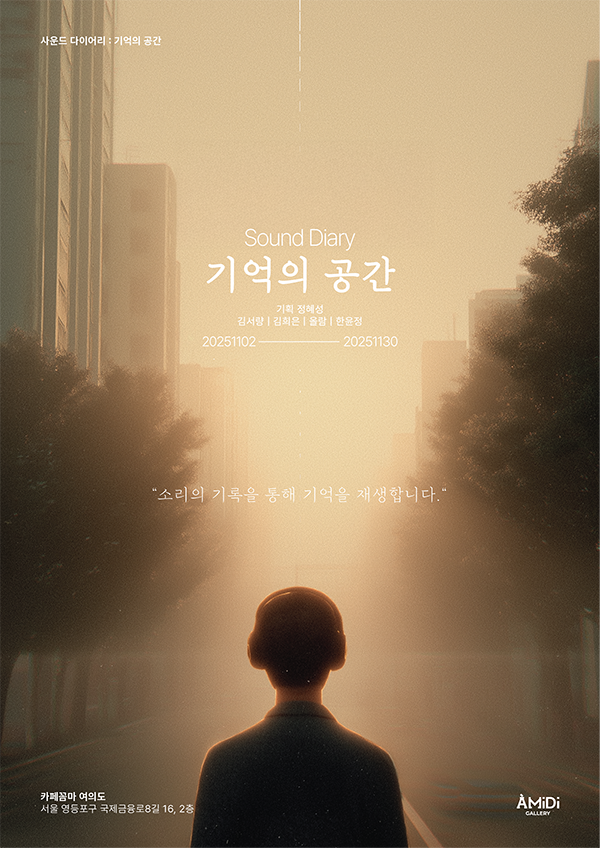 사운드 다이어리 : 기억의 공간
Sound Diary
기억의 공간
기획 정혜성
김서량 | 김희은 | 올람 | 한윤정
20251102 ——— 20251130
“소리의 기록을 통해 기억을 재생합니다.“
카페꼼마 여의도
서울 영등포구 국제금융로8길 16, 2층
ÀMiDi
GALLERY